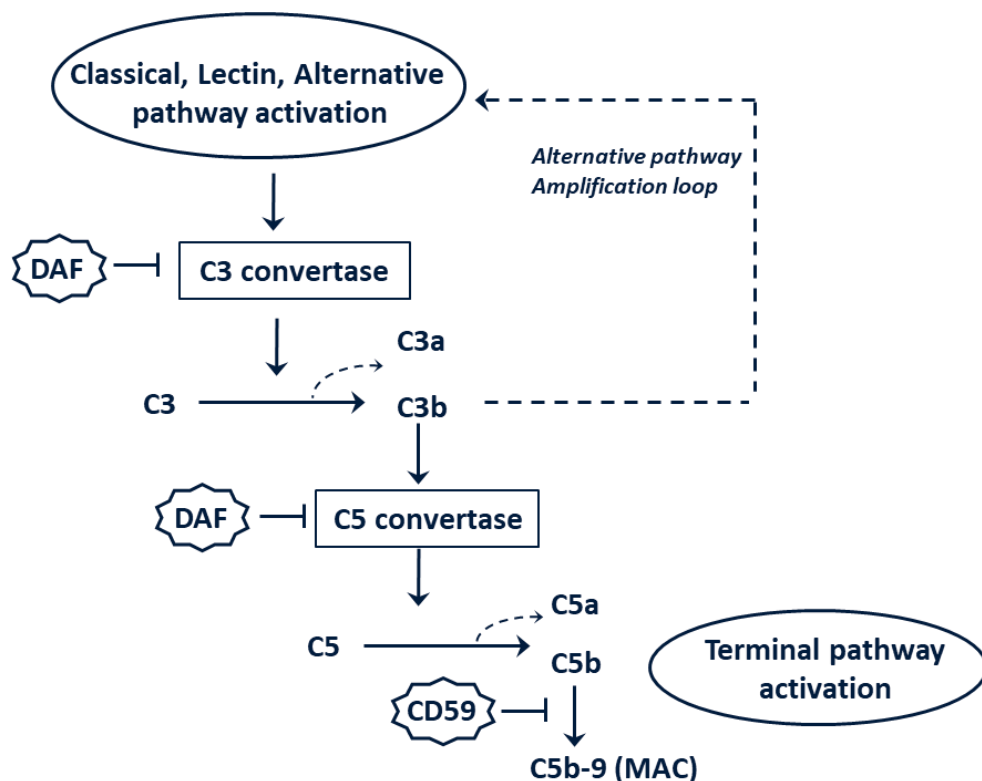 Classical, Lectin, Alternative
pathway activation
Alternative pathway
Amplification loop
DAF
C3 convertase
C3a
C3
C3b
DAF
C5 convertase
C5a
C5
C5b
Terminal pathway
activation
CD59
C5b-9 (MAC)